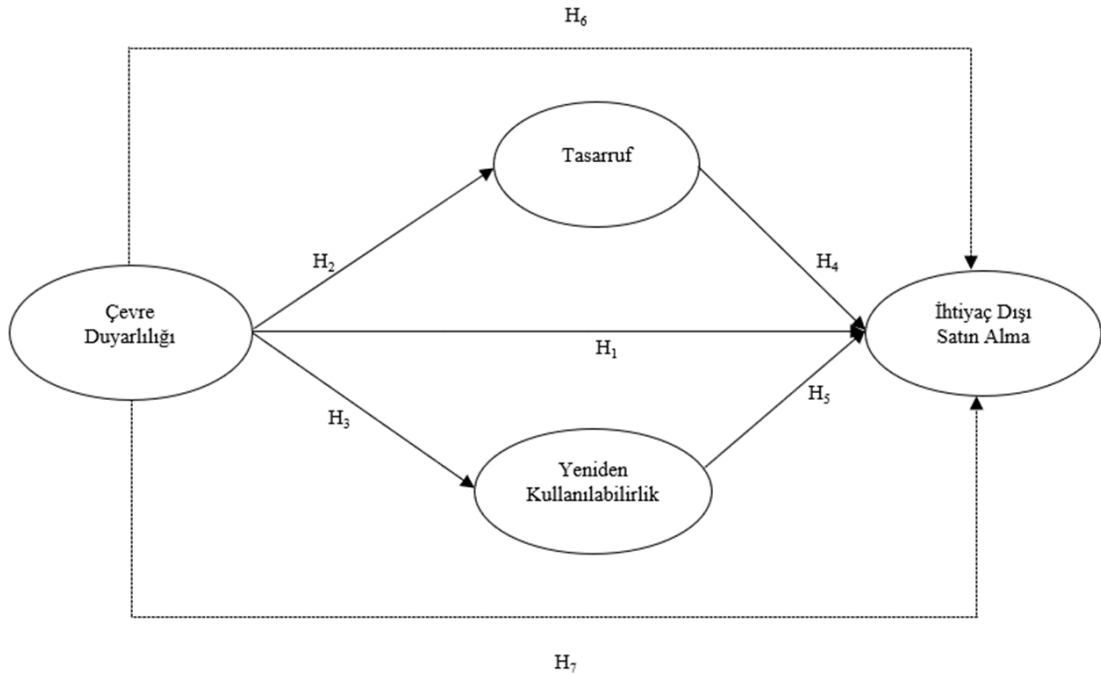 H₆
Tasarruf
H₂
H₄
Çevre
Duyarlılığı
İhtiyaç Dışı
Satın Alma
H₁
H₃
H₅
Yeniden
Kullanılabilirlik
H₇